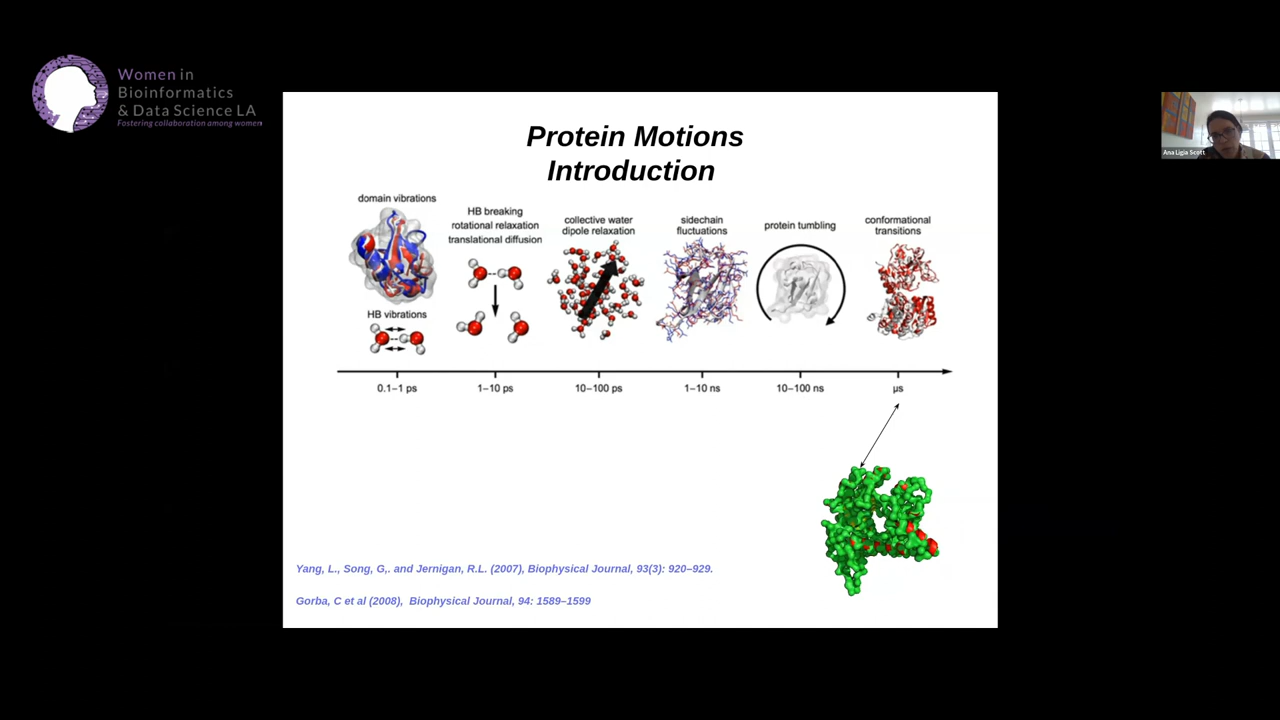 Women in
Bioinformatics
& Data Science LA
Fostering collaboration among women
Ana Ligia Scott
Protein Motions
Introduction
domain vibrations
HB vibrations
HB breaking
rotational relaxation
translational diffusion
collective water
dipole relaxation
sidechain
fluctuations
protein tumbling
conformational
transitions
0.1–1 ps
1–10 ps
10–100 ps
1–10 ns
10–100 ns
µs
Yang, L., Song, G,. and Jernigan, R.L. (2007), Biophysical Journal, 93(3): 920–929.
Gorba, C et al (2008), Biophysical Journal, 94: 1589–1599